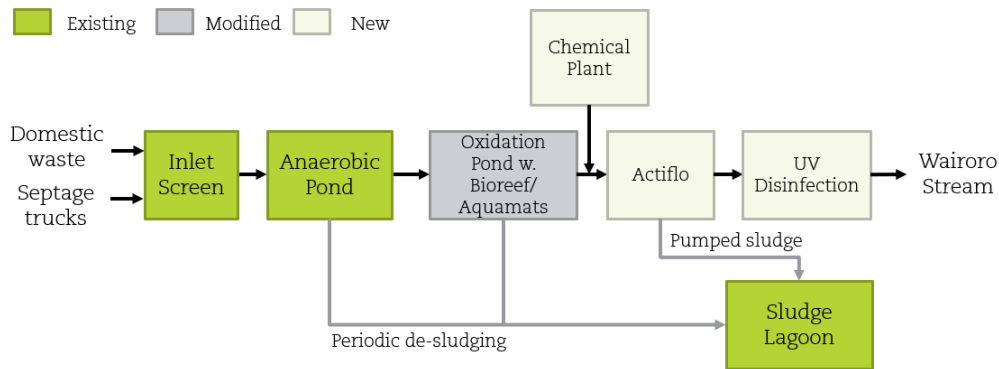 Existing
Modified
New
Chemical
Plant
Domestic
waste
Septage
trucks
Inlet
Screen
Anaerobic
Pond
Oxidation
Pond w.
Bioreef/
Aquamats
Actiflo
UV
Disinfection
Wairoro
Stream
Pumped sludge
Sludge
Lagoon
Periodic de-sludging